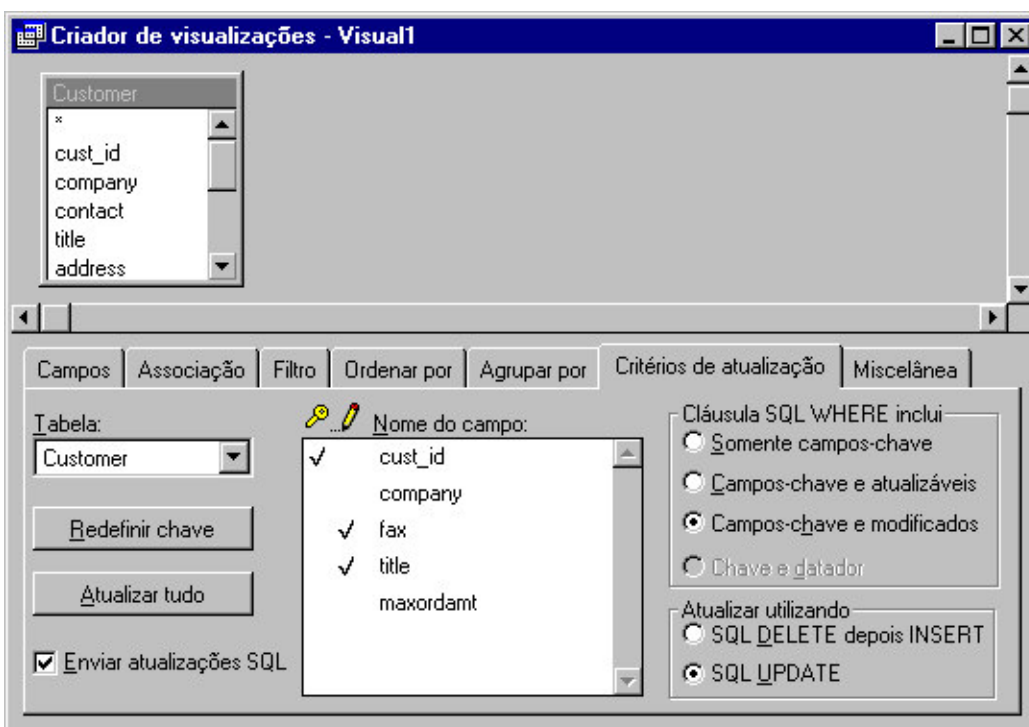 Criador de visualizações - Visual1
Customer
*
cust_id
company
contact
title
address
Campos Associação Filtro Ordenar por Agrupar por Critérios de atualização Miscelânea
Tabela:
Customer
Redefinir chave
Atualizar tudo
Enviar atualizações SQL
... Nome do campo:
cust_id
company
fax
title
maxordamt
Cláusula SQL WHERE inclui
Somente campos-chave
Campos-chave e atualizáveis
Campos-chave e modificados
Chave e datador
Atualizar utilizando
SQL DELETE depois INSERT
SQL UPDATE